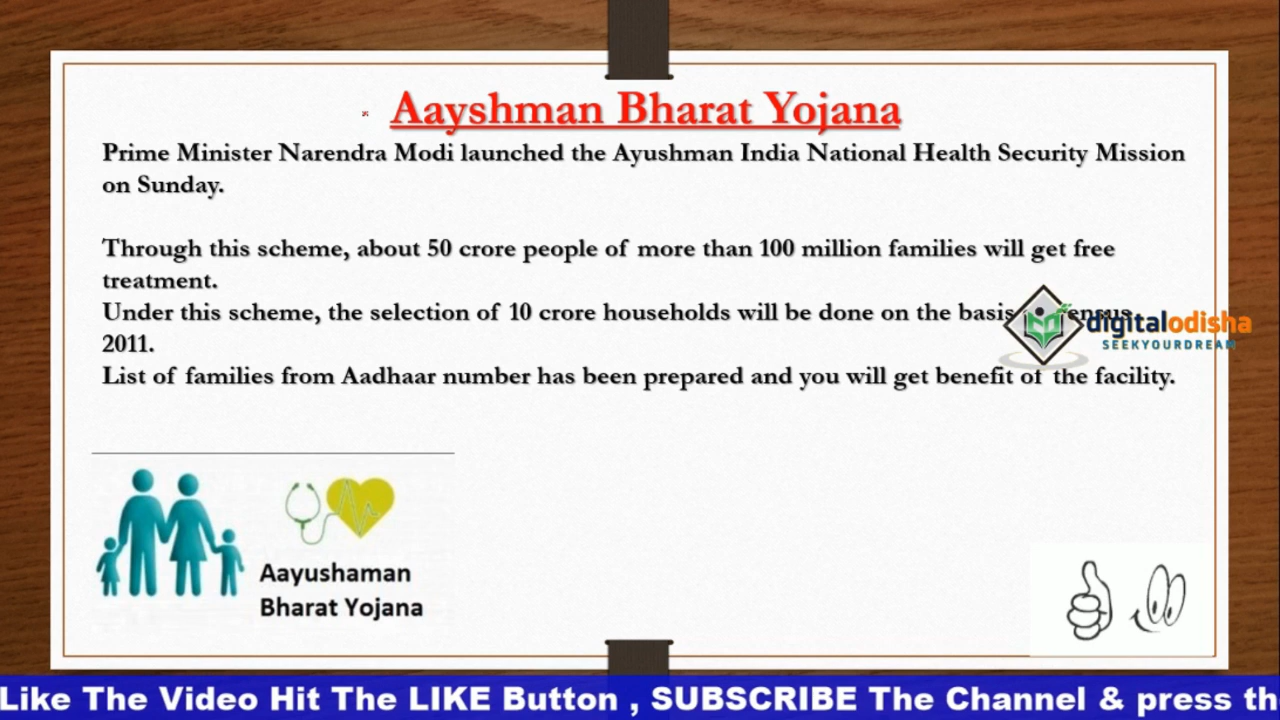 Aayshman Bharat Yojana
Prime Minister Narendra Modi launched the Ayushman India National Health Security Mission
on Sunday.
Through this scheme, about 50 crore people of more than 100 million families will get free
treatment.
Under this scheme, the selection of 10 crore households will be done on the basis
2011.
digitalodisha
SEEKYOURDREAM
List of families from Aadhaar number has been prepared and you will get benefit of the facility.
Aayushaman
Bharat Yojana
Like The Video Hit The LIKE Button , SUBSCRIBE The Channel & press th